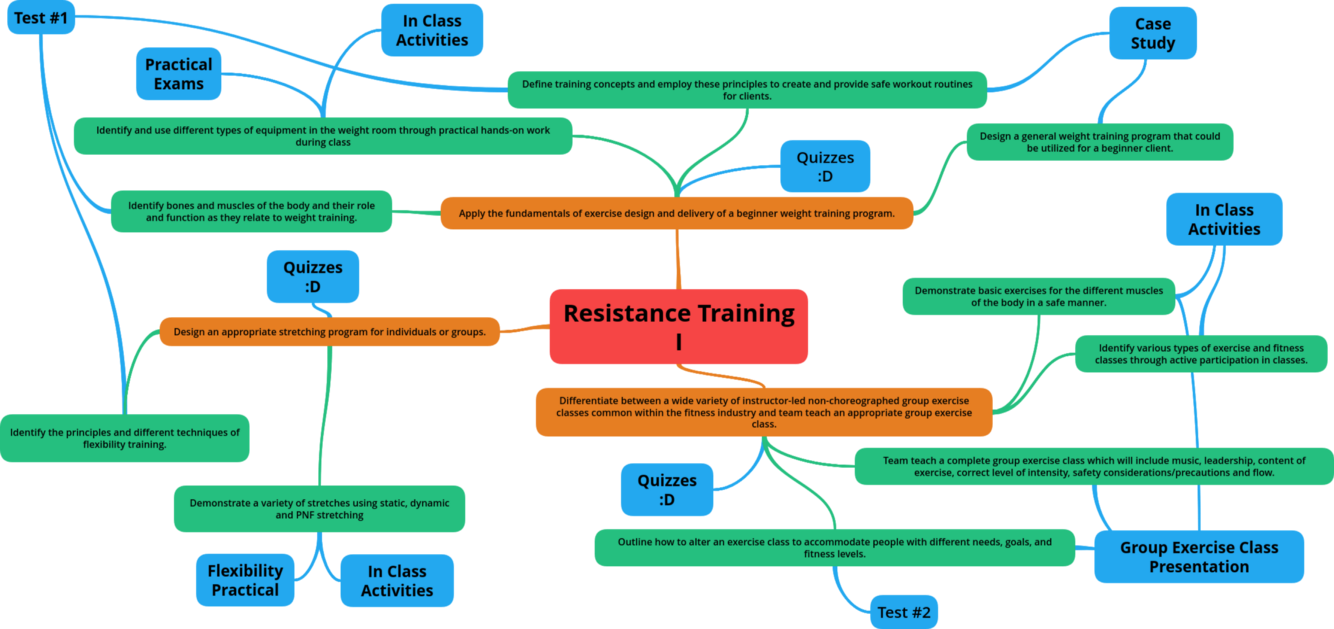 Test #1
In Class
Activities
Case
Study
Practical
Exams
Define training concepts and employ these principles to create and provide safe workout routines
for clients.
Identify and use different types of equipment in the weight room through practical hands-on work
during class
Design a general weight training program that could
be utilized for a beginner client.
Quizzes
:D
Identify bones and muscles of the body and their role
and function as they relate to weight training.
Apply the fundamentals of exercise design and delivery of a beginner weight training program.
In Class
Activities
Quizzes
:D
Demonstrate basic exercises for the different muscles
of the body in a safe manner.
Design an appropriate stretching program for individuals or groups.
Resistance Training
I
Identify various types of exercise and fitness
classes through active participation in classes.
Differentiate between a wide variety of instructor-led non-choreographed group exercise
classes common within the fitness industry and team teach an appropriate group exercise
class.
Identify the principles and different techniques of
flexibility training.
Team teach a complete group exercise class which will include music, leadership, content of
exercise, correct level of intensity, safety considerations/precautions and flow.
Quizzes
:D
Demonstrate a variety of stretches using static, dynamic
and PNF stretching
Outline how to alter an exercise class to accommodate people with different needs, goals, and
fitness levels.
Group Exercise Class
Presentation
Flexibility
Practical
In Class
Activities
Test #2